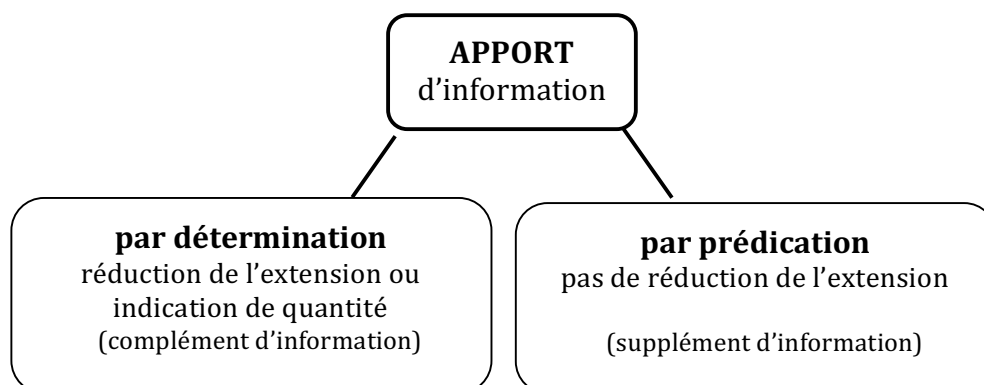 APPORT
d’information
par détermination
réduction de l’extension ou
indication de quantité
(complément d’information)
par prédication
pas de réduction de l’extension
(supplément d’information)